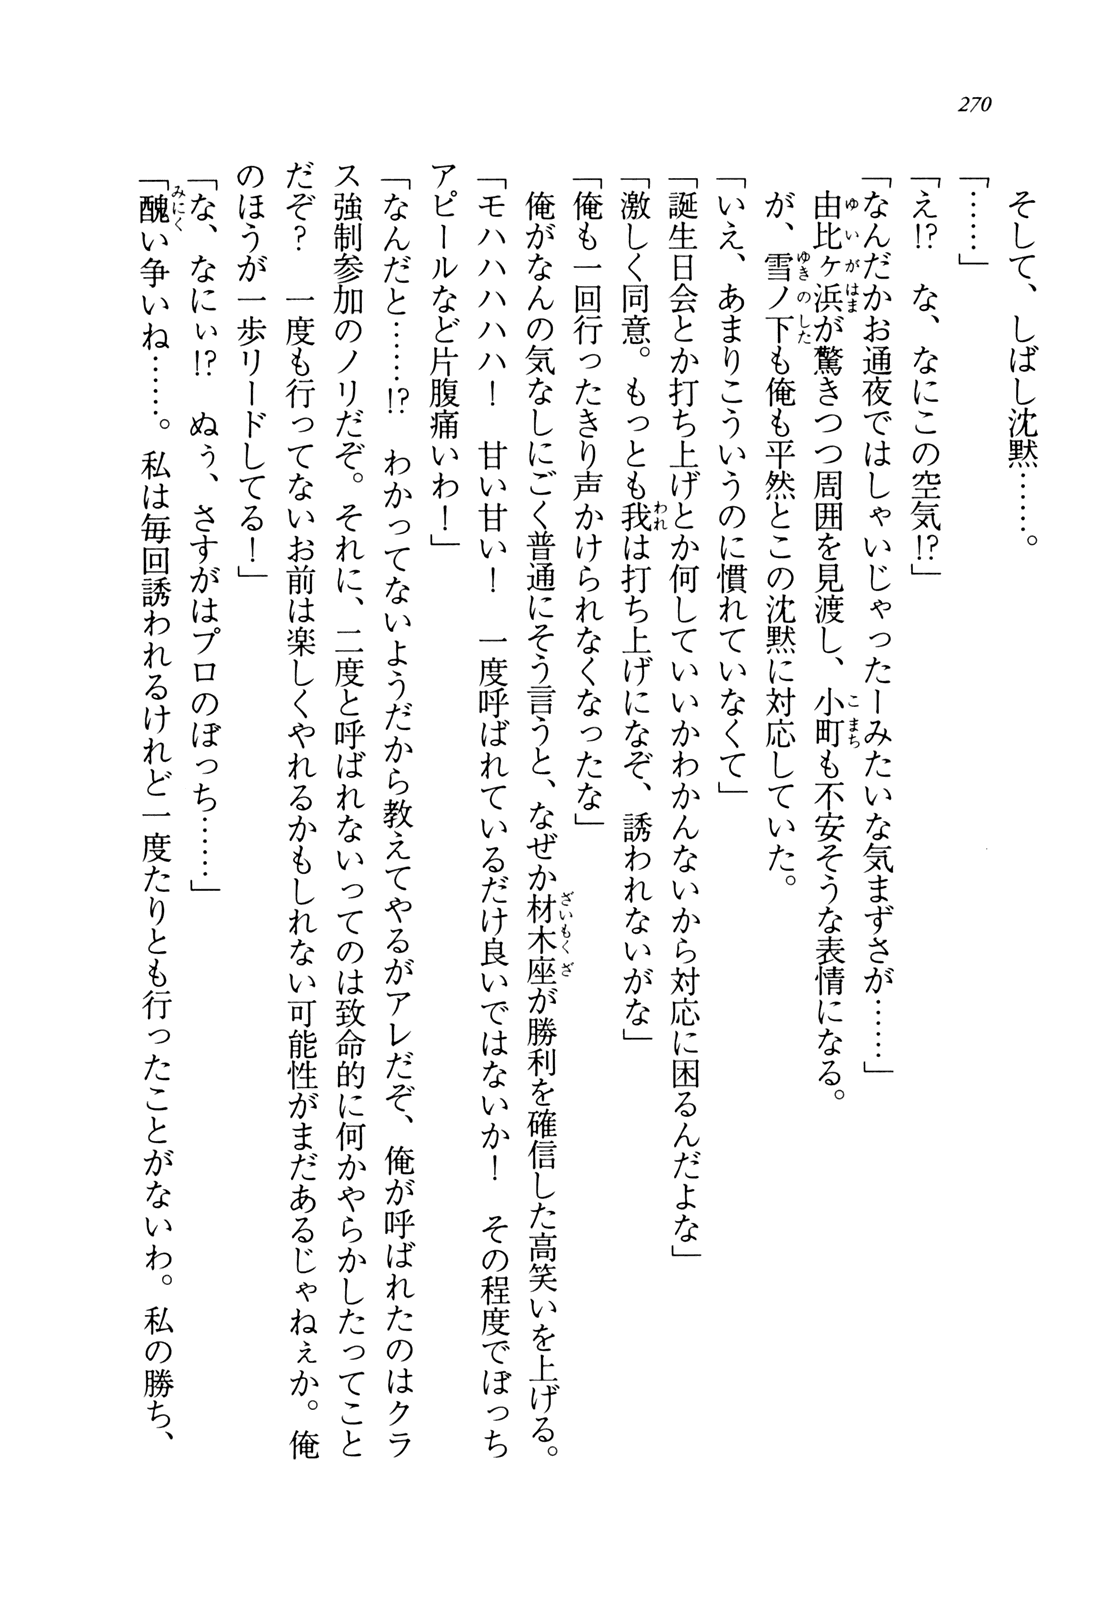 270
そして、しばし沈黙……。
「……」
「え!?　な、なにこの空気!?」
「なんだかお通夜ではしゃいじゃったーみたいな気まずさが……」
由比ヶ浜が驚きつつ周囲を見渡し、小町も不安そうな表情になる。
が、雪ノ下も俺も平然とこの沈黙に対応していた。
「いえ、あまりこういうのに慣れていなくて」
「誕生日会とか打ち上げとか何していいかわかんないから対応に困るんだよな」
「激しく同意。もっとも我は打ち上げになぞ、誘われないがな」
「俺も一回行ったきり声かけられなくなったな」
俺がなんの気なしにごく普通にそう言うと、なぜか材木座が勝利を確信した高笑いを上げる。
「モハハハハハ！　甘い甘い！　一度呼ばれているだけ良いではないか！　その程度でぼっち
アピールなど片腹痛いわ！」
「なんだと……!?　わかってないようだから教えてやるがアレだぞ、俺が呼ばれたのはクラ
ス強制参加のノリだぞ。それに、二度と呼ばれないってのは致命的に何かやらかしたってこと
だぞ？　一度も行ってないお前は楽しくやれるかもしれない可能性がまだあるじゃねぇか。俺
のほうが一歩リードしてる！」
「な、なにぃ!?　ぬぅ、さすがはプロのぼっち……」
「醜い争いね……。私は毎回誘われるけれど一度たりとも行ったことがないわ。私の勝ち、